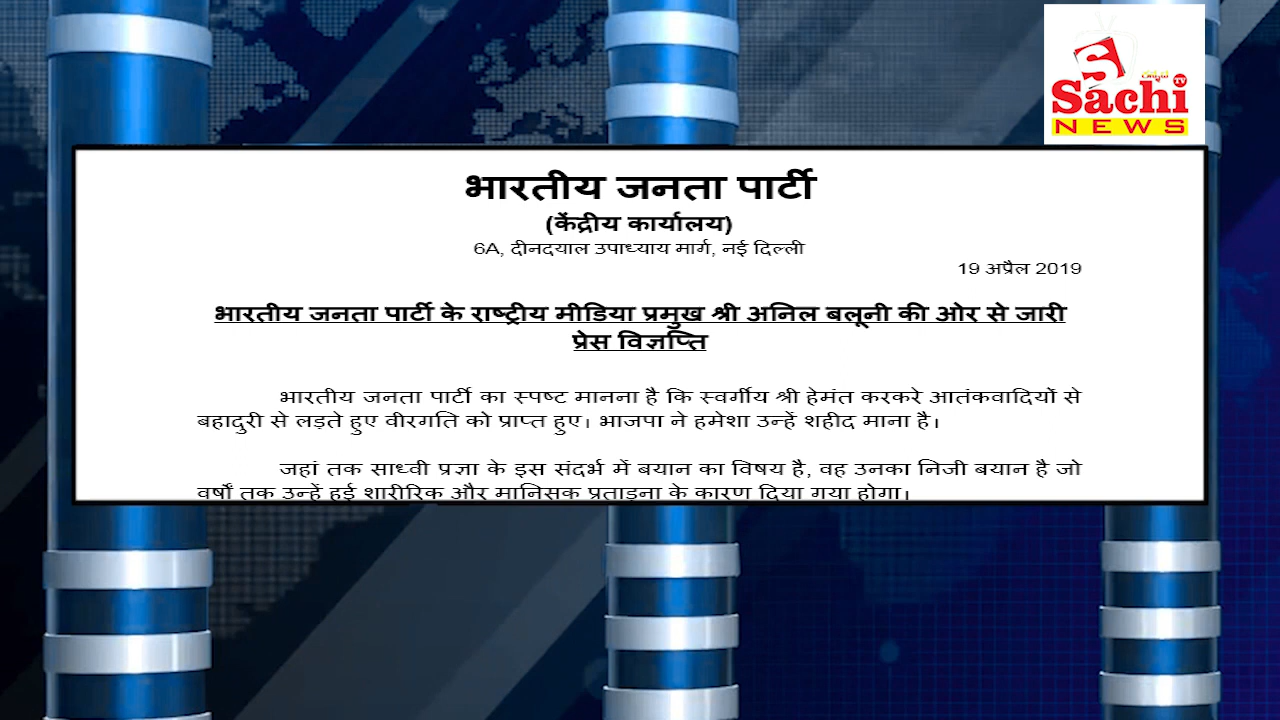 Sachi TV
NEWS
भारतीय जनता पार्टी
(केंद्रीय कार्यालय)
6A, दीनदयाल उपाध्याय मार्ग, नई दिल्ली
19 अप्रैल 2019
भारतीय जनता पार्टी के राष्ट्रीय मीडिया प्रमुख श्री अनिल बलूनी की ओर से जारी
प्रेस विज्ञप्ति
भारतीय जनता पार्टी का स्पष्ट मानना है कि स्वर्गीय श्री हेमंत करकरे आतंकवादियों से
बहादुरी से लड़ते हुए वीरगति को प्राप्त हुए। भाजपा ने हमेशा उन्हें शहीद माना है।
जहां तक साध्वी प्रज्ञा के इस संदर्भ में बयान का विषय है, वह उनका निजी बयान है जो
वर्षों तक उन्हें हुई शारीरिक और मानसिक प्रताड़ना के कारण दिया गया होगा।